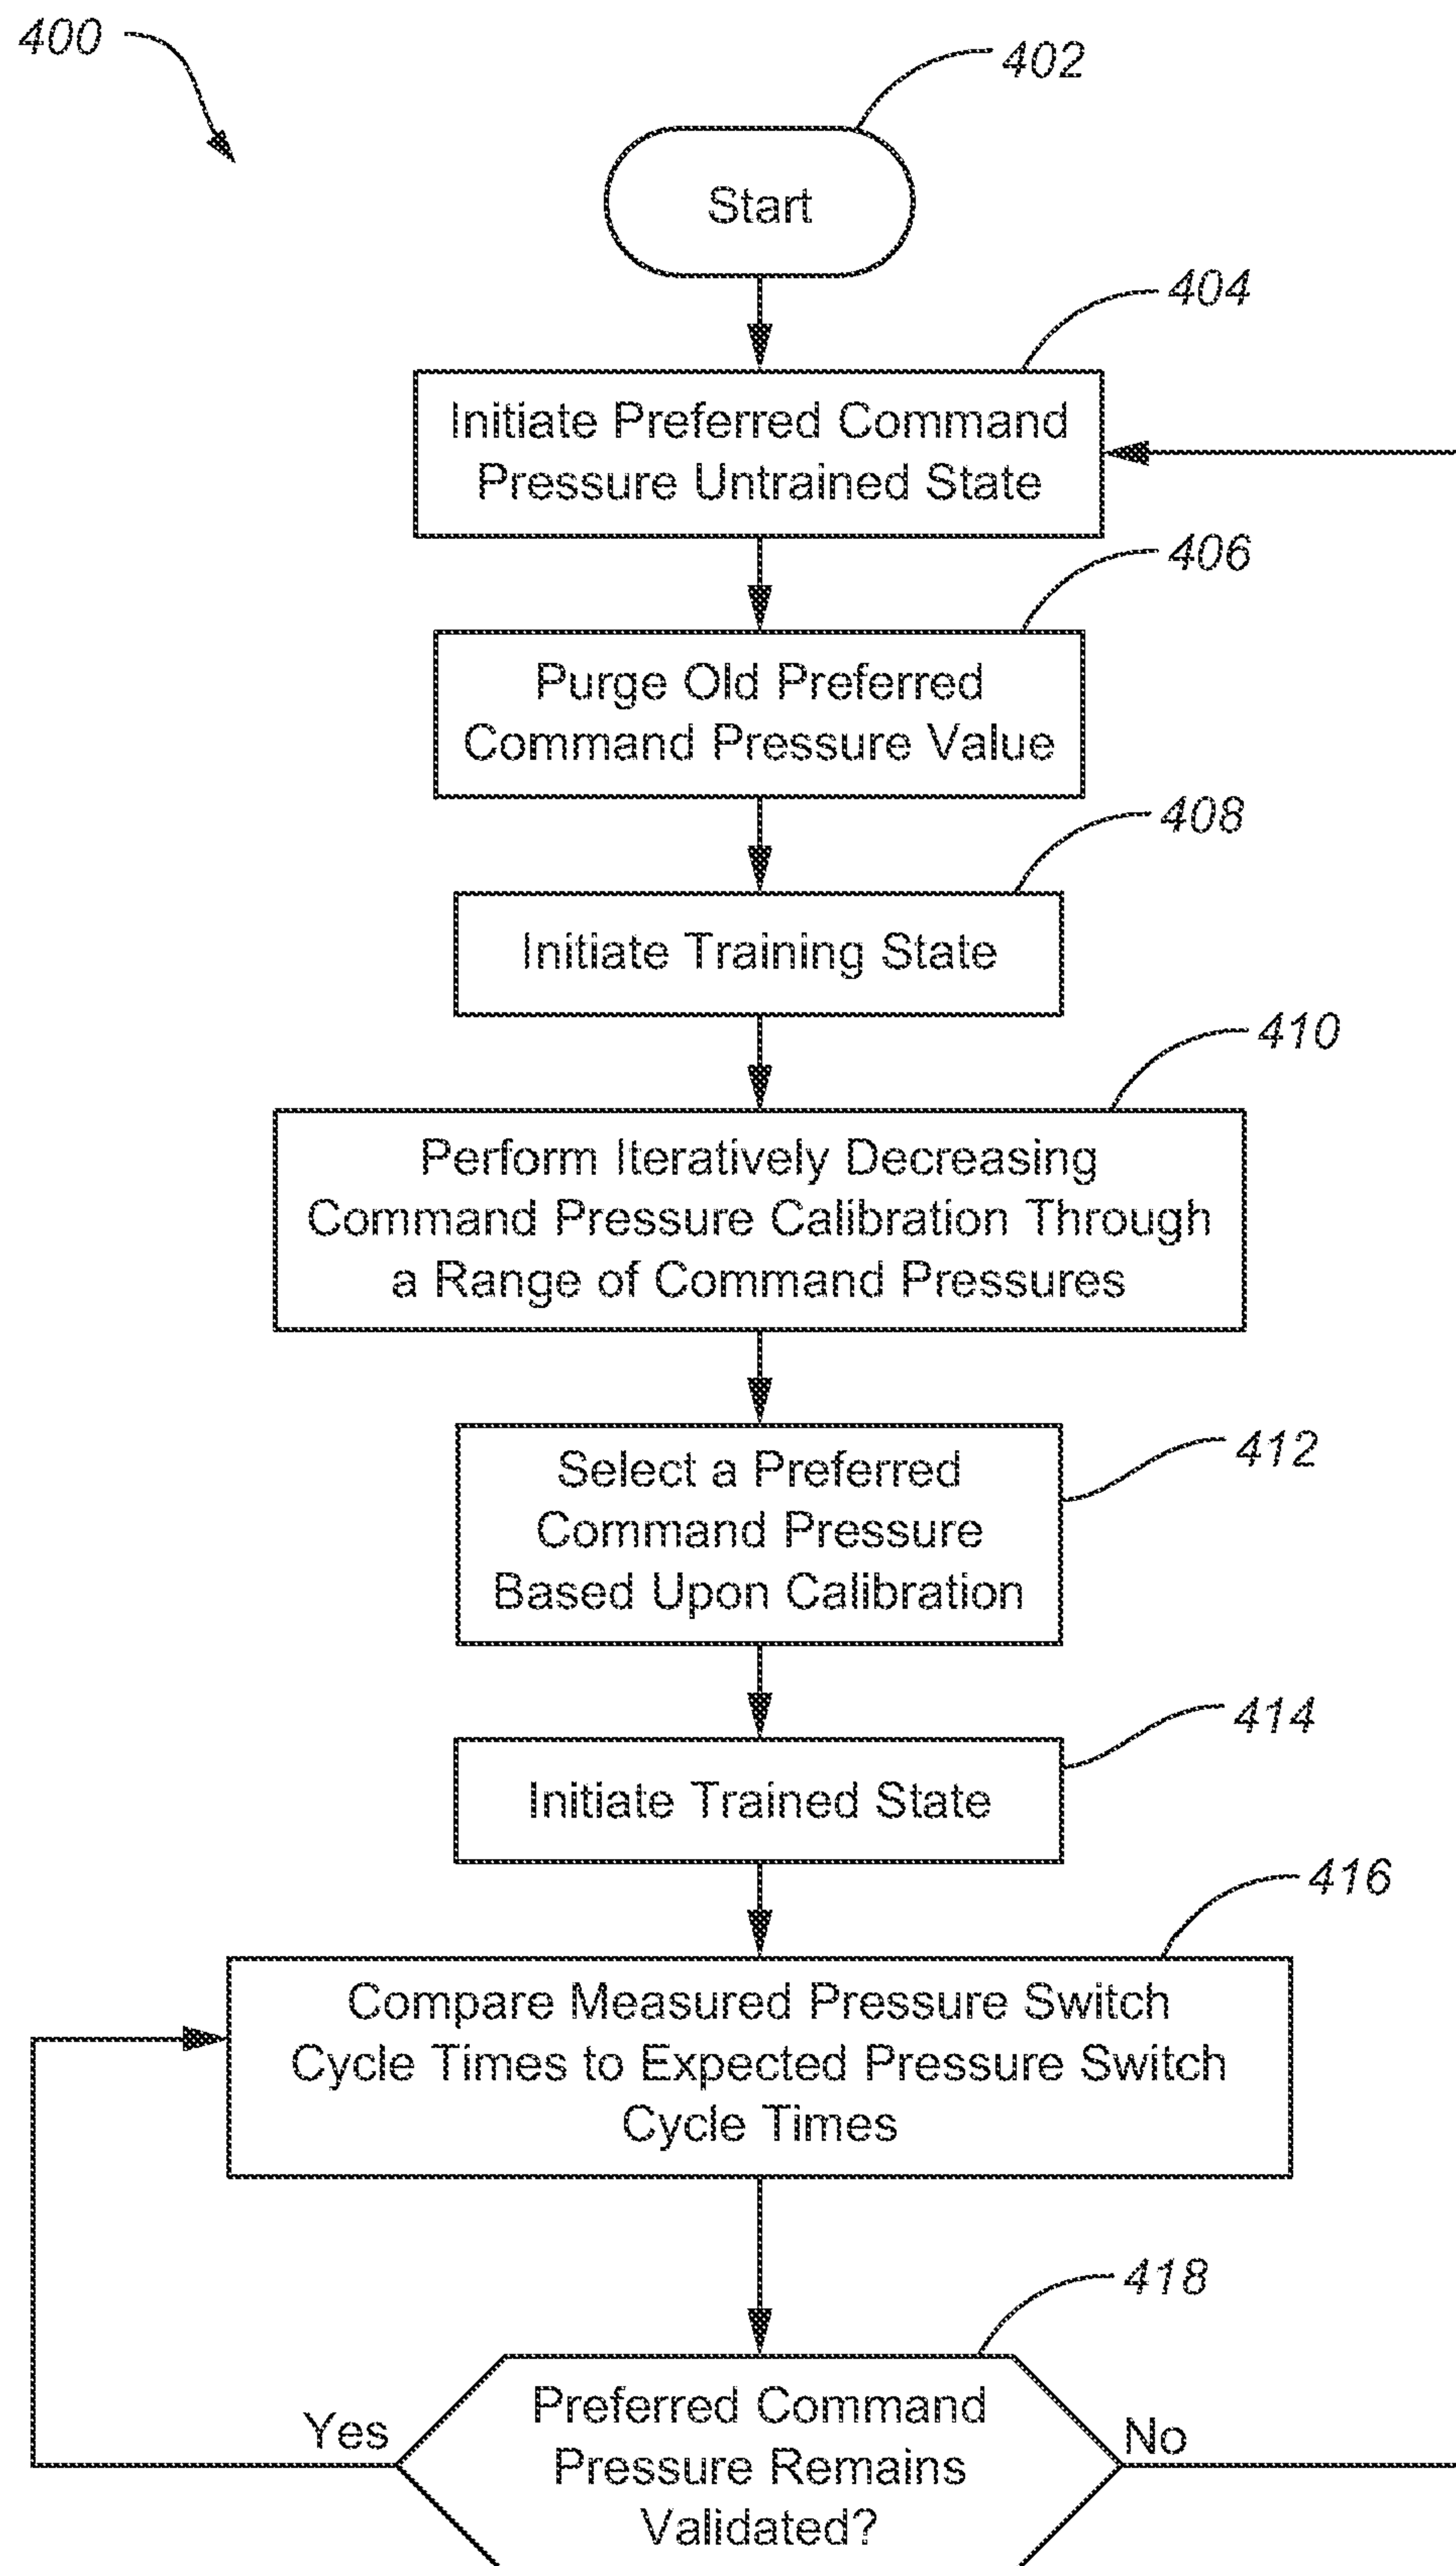 400
402
Start
404
Initiate Preferred Command
Pressure Untrained State
406
Purge Old Preferred
Command Pressure Value
408
Initiate Training State
410
Perform Iteratively Decreasing
Command Pressure Calibration Through
a Range of Command Pressures
412
Select a Preferred
Command Pressure
Based Upon Calibration
414
Initiate Trained State
416
Compare Measured Pressure Switch
Cycle Times to Expected Pressure Switch
Cycle Times
418
Yes
Preferred Command
Pressure Remains
Validated?
No